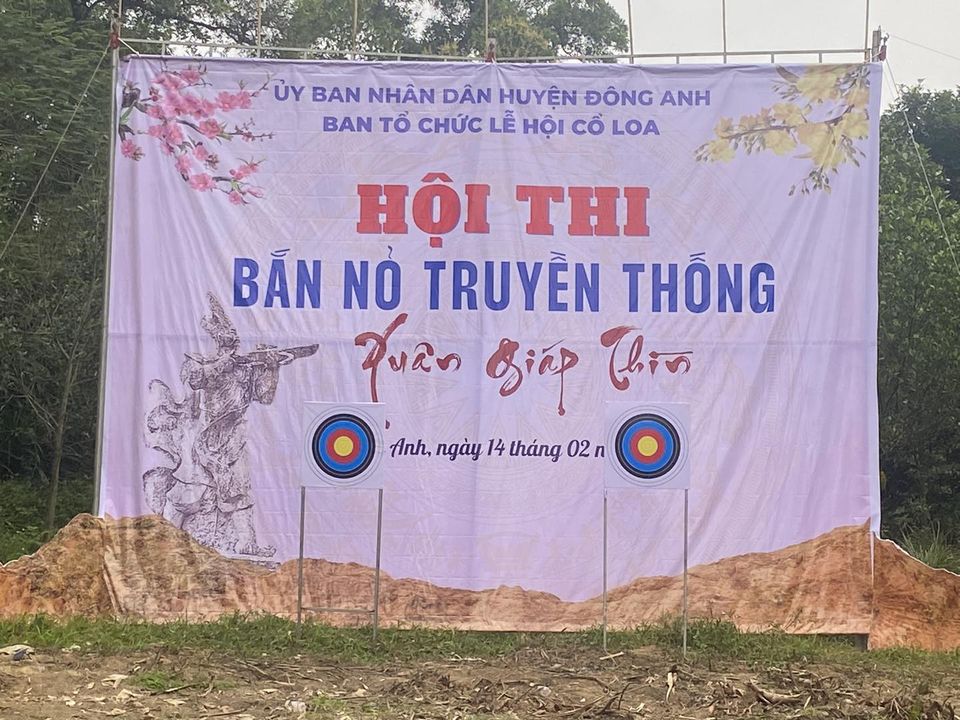 ỦY BAN NHÂN DÂN HUYỆN ĐÔNG ANH
BAN TỔ CHỨC LỄ HỘI CỔ LOA
HỘI THI
BẮN NỎ TRUYỀN THỐNG
Xuân Giáp Thìn
Anh, ngày 14 tháng 02 n